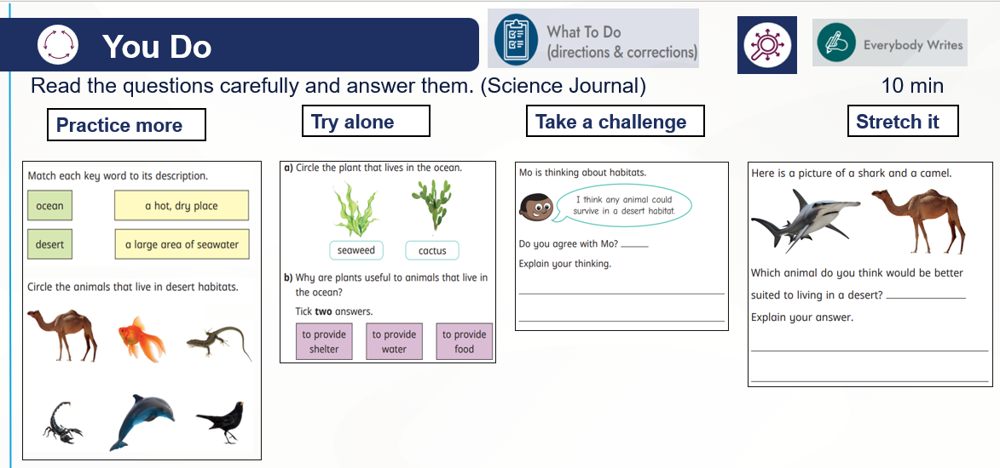 You Do
What To Do
(directions & corrections)
Everybody Writes
Read the questions carefully and answer them. (Science Journal)
10 min
Practice more
Try alone
Take a challenge
Stretch it
Match each key word to its description.
ocean
a hot, dry place
desert
a large area of seawater
Circle the animals that live in desert habitats.
a) Circle the plant that lives in the ocean.
seaweed
cactus
b) Why are plants useful to animals that live in
the ocean?
Tick two answers.
to provide
shelter
to provide
water
to provide
food
Mo is thinking about habitats.
I think any animal could
survive in a desert habitat.
Do you agree with Mo? _____
Explain your thinking.
Here is a picture of a shark and a camel.
Which animal do you think would be better
suited to living in a desert? _______________
Explain your answer.